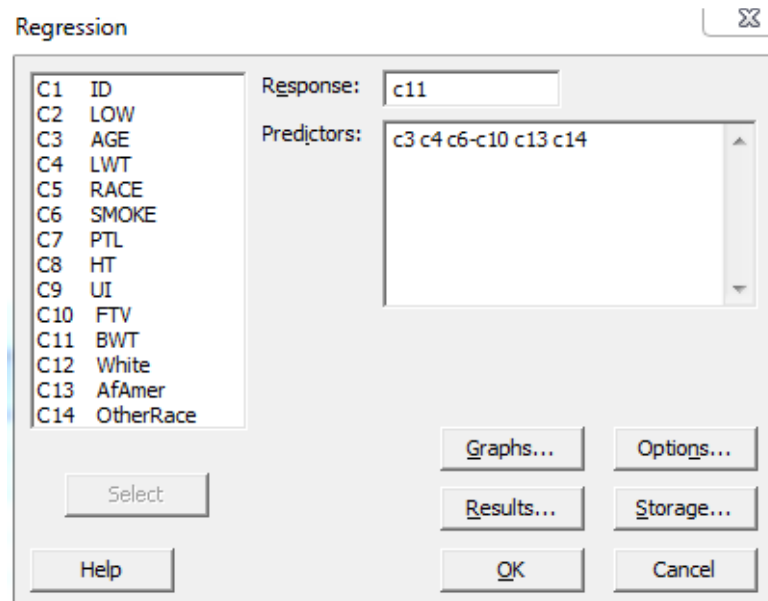 Regression
C1 ID
C2 LOW
C3 AGE
C4 LWT
C5 RACE
C6 SMOKE
C7 PTL
C8 HT
C9 UI
C10 FTV
C11 BWT
C12 White
C13 AfAmer
C14 OtherRace
Response: c11
Predictors: c3 c4 c6-c10 c13 c14
Graphs... Options...
Select
Results... Storage...
Help OK Cancel